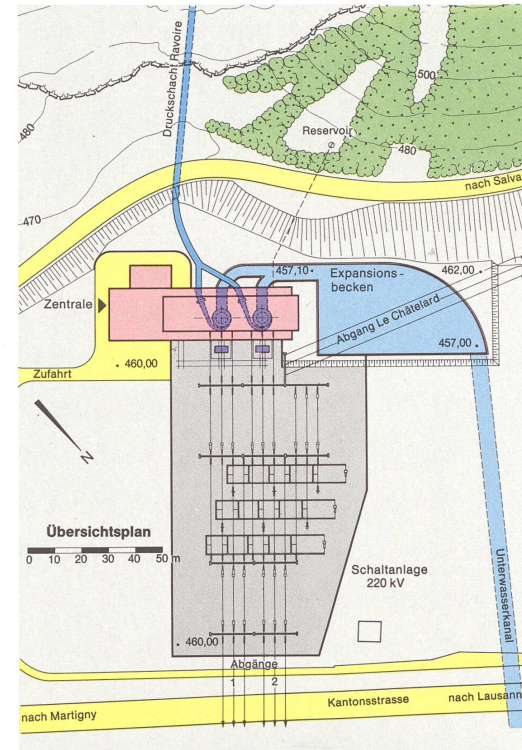 Druckschacht Ravoire
500
Reservoir
480
480
470
nach Salva
457,10
Expansions-
becken
462,00
Zentrale
Abgang Le Châtelard
457,00
460,00
Zufahrt
N
Übersichtsplan
0 10 20 30 40 50 m
Schaltanlage
220 kV
Unterwasserkanal
460,00
Abgänge
1 2
Kantonsstrasse
nach Lausann
nach Martigny